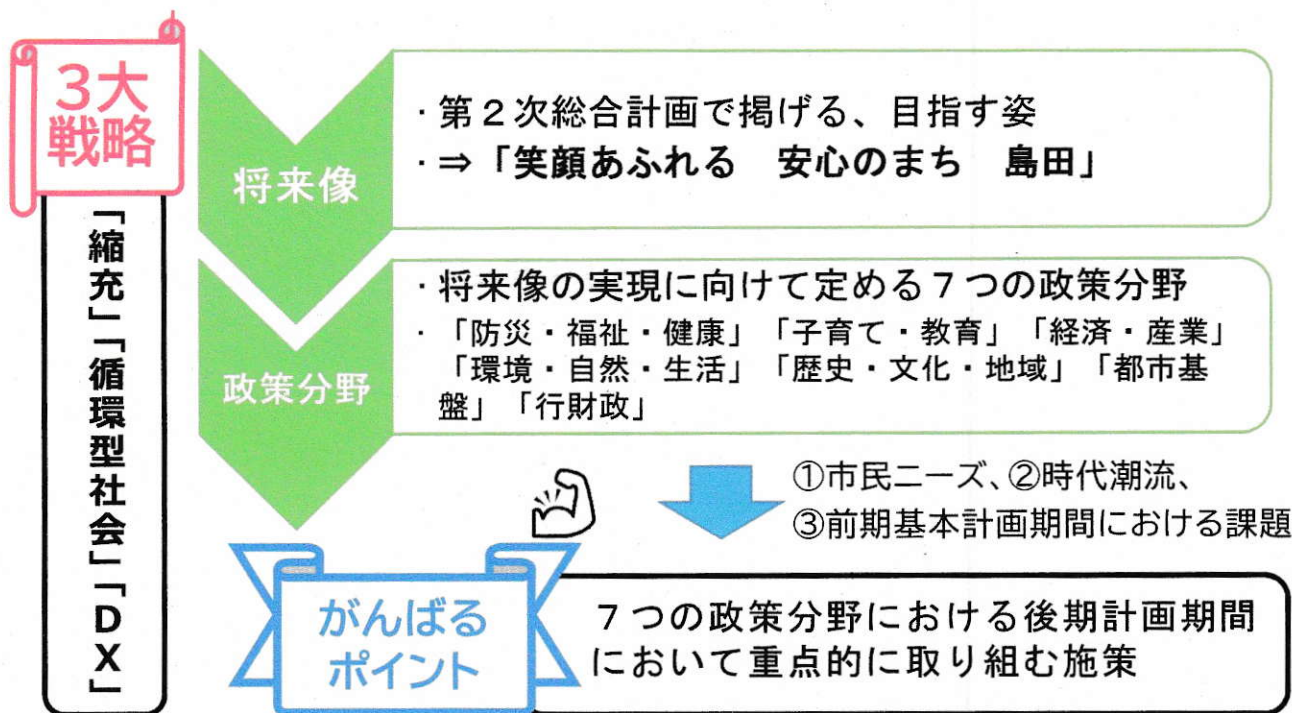 3大
戦略
「縮充」「循環型社会」「DX」
将来像
・第2次総合計画で掲げる、目指す姿
・⇒「笑顔あふれる　安心のまち　島田」
政策分野
・将来像の実現に向けて定める7つの政策分野
・「防災・福祉・健康」「子育て・教育」「経済・産業」
「環境・自然・生活」「歴史・文化・地域」「都市基
盤」「行財政」
①市民ニーズ、②時代潮流、
③前期基本計画期間における課題
がんばる
ポイント
7つの政策分野における後期計画期間
において重点的に取り組む施策